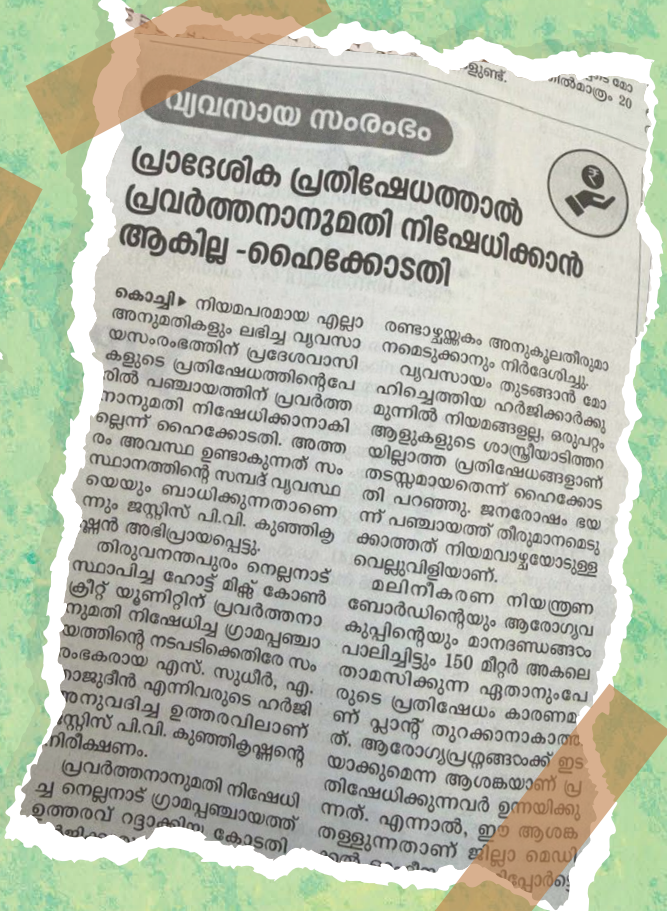 വ്യവസായ സംരംഭം
പ്രാദേശിക പ്രതിഷേധത്താൽ
പ്രവർത്തനാനുമതി നിഷേധിക്കാൻ
ആകില്ല -ഹൈക്കോടതി
കൊച്ചി ▸ നിയമപരമായ എല്ലാ
അനുമതികളും ലഭിച്ച വ്യവസാ
യസംരംഭത്തിന് പ്രദേശവാസി
കളുടെ പ്രതിഷേധത്തിന്റെപേ
രിൽ പഞ്ചായത്തിന് പ്രവർത്ത
നാനുമതി നിഷേധിക്കാനാകി
ല്ലെന്ന് ഹൈക്കോടതി. അത്ത
രം അവസ്ഥ ഉണ്ടാകുന്നത് സം
സ്ഥാനത്തിന്റെ സമ്പദ് വ്യവസ്ഥ
യെയും ബാധിക്കുന്നതാണെ
ന്നും ജസ്റ്റിസ് പി.വി. കുഞ്ഞികൃ
ഷ്ണൻ അഭിപ്രായപ്പെട്ടു.
തിരുവനന്തപുരം നെല്ലനാട്
സ്ഥാപിച്ച ഹോട്ട് മിക്സ് കോൺ
ക്രീറ്റ് യൂണിറ്റിന് പ്രവർത്തനാ
നുമതി നിഷേധിച്ച ഗ്രാമപ്പഞ്ചാ
യത്തിന്റെ നടപടിക്കെതിരേ സം
രംഭകരായ എസ്. സുധീർ, എ.
താജുദീൻ എന്നിവരുടെ ഹർജി
അനുവദിച്ച ഉത്തരവിലാണ്
ജസ്റ്റിസ് പി.വി. കുഞ്ഞികൃഷ്ണന്റെ
നിരീക്ഷണം.
പ്രവർത്തനാനുമതി നിഷേധി
ച്ച നെല്ലനാട് ഗ്രാമപ്പഞ്ചായത്ത്
ഉത്തരവ് റദ്ദാക്കിയ കോടതി
രണ്ടാഴ്ചയ്ക്കകം അനുകൂലതീരുമാ
നമെടുക്കാനും നിർദേശിച്ചു.
വ്യവസായം തുടങ്ങാൻ മോ
ഹിച്ചെത്തിയ ഹർജിക്കാർക്കു
മുന്നിൽ നിയമങ്ങളല്ല, ഒരുപറ്റം
ആളുകളുടെ ശാസ്ത്രീയാടിത്തറ
യില്ലാത്ത പ്രതിഷേധങ്ങളാണ്
തടസ്സമായതെന്ന് ഹൈക്കോട
തി പറഞ്ഞു. ജനരോഷം ഭയ
ന്ന് പഞ്ചായത്ത് തീരുമാനമെടു
ക്കാത്തത് നിയമവാഴ്ചയോടുള്ള
വെല്ലുവിളിയാണ്.
മലിനീകരണ നിയന്ത്രണ
ബോർഡിന്റെയും ആരോഗ്യവ
കുപ്പിന്റെയും മാനദണ്ഡങ്ങൾ
പാലിച്ചിട്ടും 150 മീറ്റർ അകലെ
താമസിക്കുന്ന ഏതാനുംപേ
രുടെ പ്രതിഷേധം കാരണമ
ണ് പ്ലാന്റ് തുറക്കാനാകാത്ത
ത്. ആരോഗ്യപ്രശ്നങ്ങൾക്ക് ഇട
യാക്കുമെന്ന ആശങ്കയാണ് പ്ര
തിഷേധിക്കുന്നവർ ഉന്നയിക്കു
ന്നത്. എന്നാൽ, ഈ ആശങ്ക
തള്ളുന്നതാണ് ജില്ലാ മെഡി